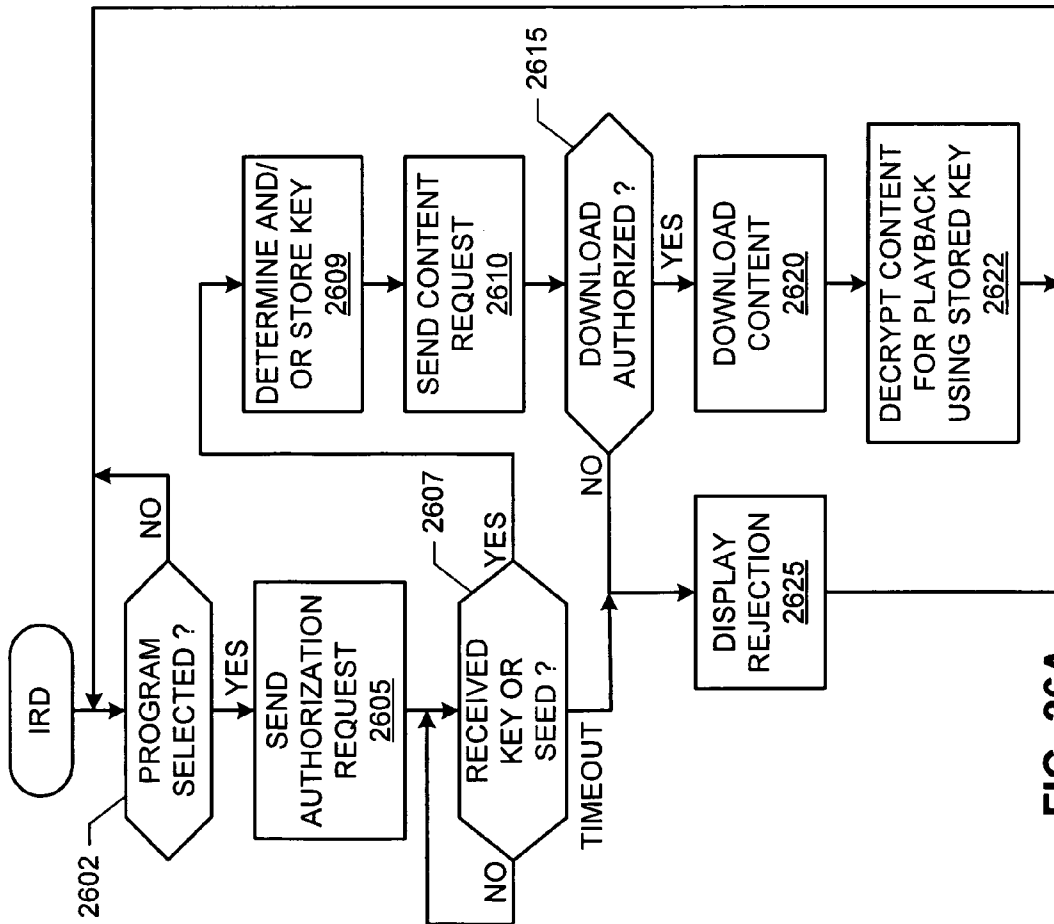 IRD
2602
PROGRAM
SELECTED ?
NO
YES
SEND
AUTHORIZATION
REQUEST
2605
2607
RECEIVED
KEY OR
SEED ?
NO
YES
TIMEOUT
DETERMINE AND/
OR STORE KEY
2609
SEND CONTENT
REQUEST
2610
2615
DOWNLOAD
AUTHORIZED ?
NO
YES
DOWNLOAD
CONTENT
2620
DECRYPT CONTENT
FOR PLAYBACK
USING STORED KEY
2622
DISPLAY
REJECTION
2625